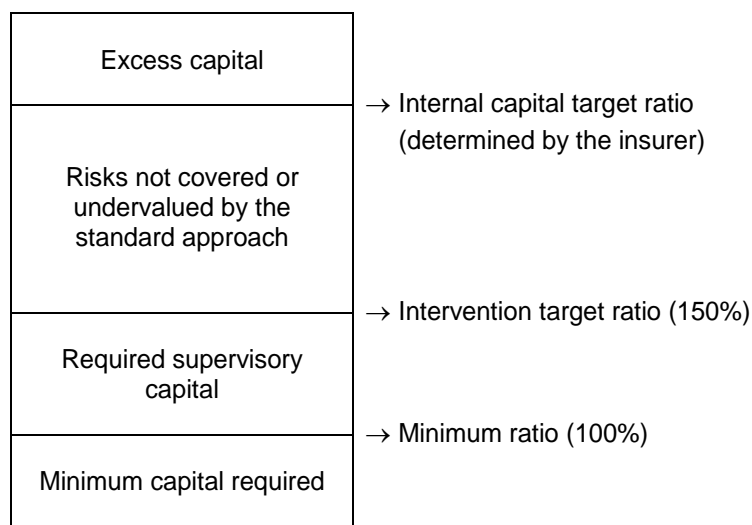 Excess capital
→ Internal capital target ratio
(determined by the insurer)
Risks not covered or
undervalued by the
standard approach
→ Intervention target ratio (150%)
Required supervisory
capital
→ Minimum ratio (100%)
Minimum capital required